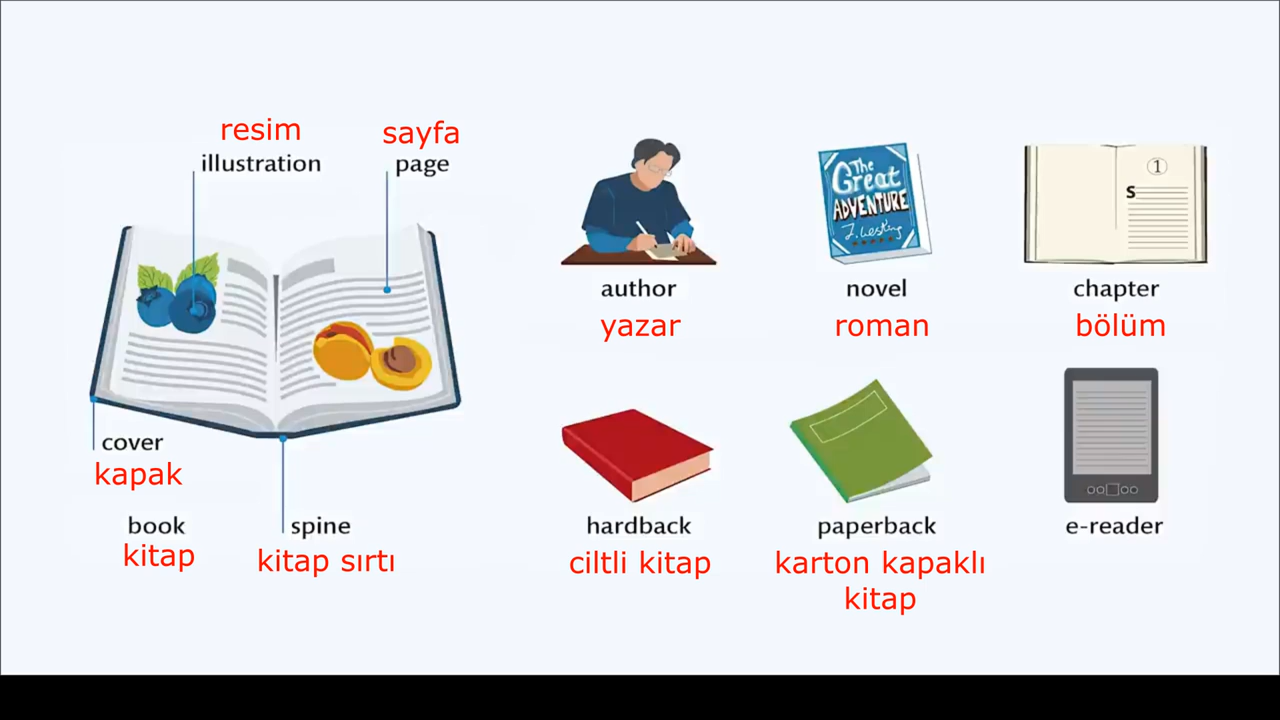 resim
illustration
sayfa
page
cover
kapak
book
kitap
spine
kitap sırtı
author
yazar
The
Great
ADVENTURE
novel
roman
1
S
chapter
bölüm
hardback
ciltli kitap
paperback
karton kapaklı
kitap
e-reader